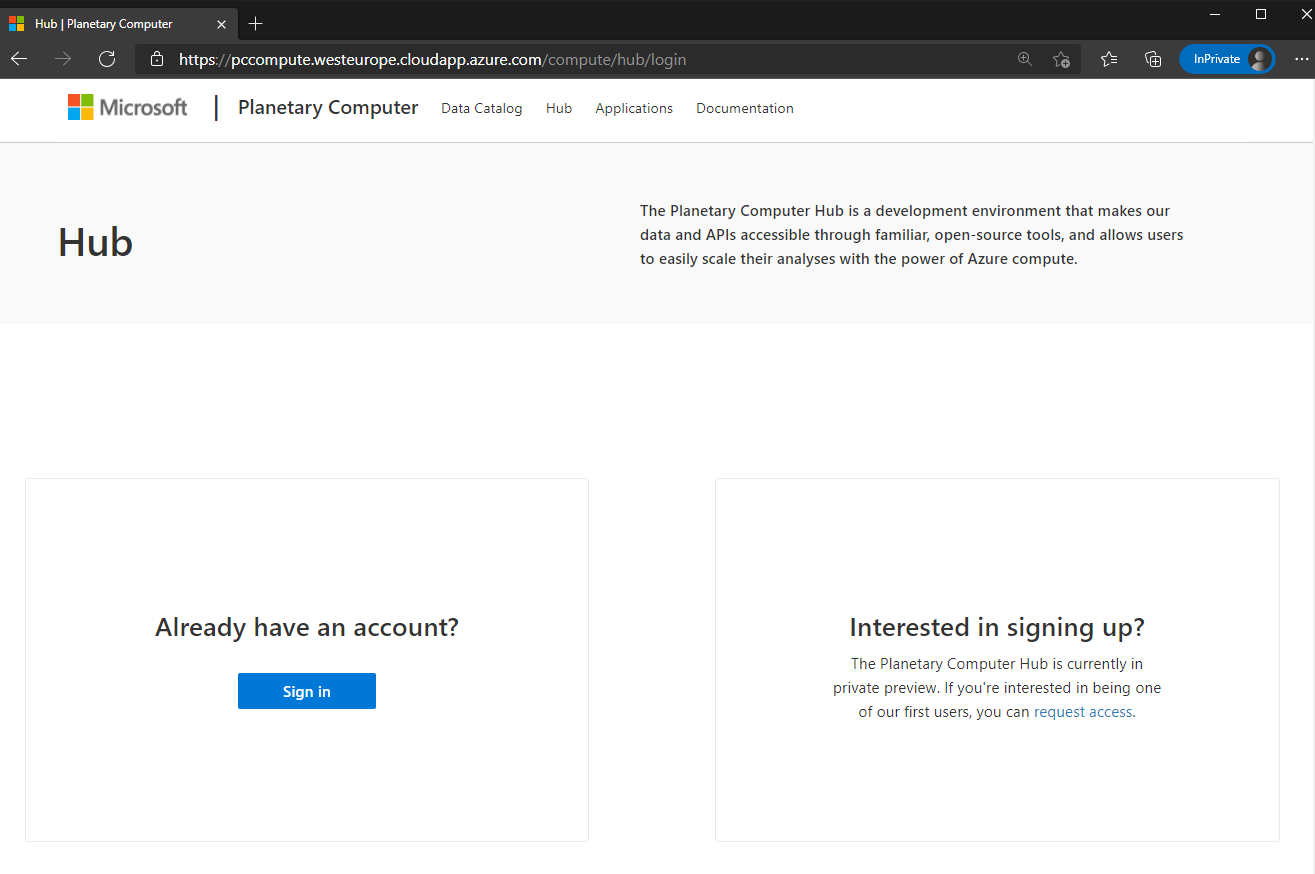 Hub | Planetary Computer
https://pccompute.westeurope.cloudapp.azure.com/compute/hub/login
InPrivate
Microsoft | Planetary Computer Data Catalog Hub Applications Documentation
Hub
The Planetary Computer Hub is a development environment that makes our
data and APIs accessible through familiar, open-source tools, and allows users
to easily scale their analyses with the power of Azure compute.
Already have an account?
Sign in
Interested in signing up?
The Planetary Computer Hub is currently in
private preview. If you're interested in being one
of our first users, you can request access.